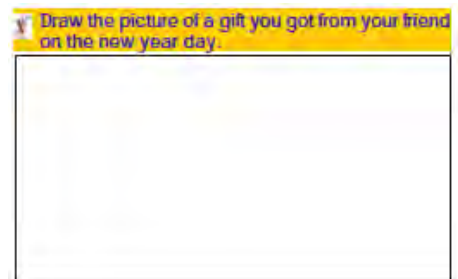 Draw the picture of a gift you got from your friend
on the new year day.